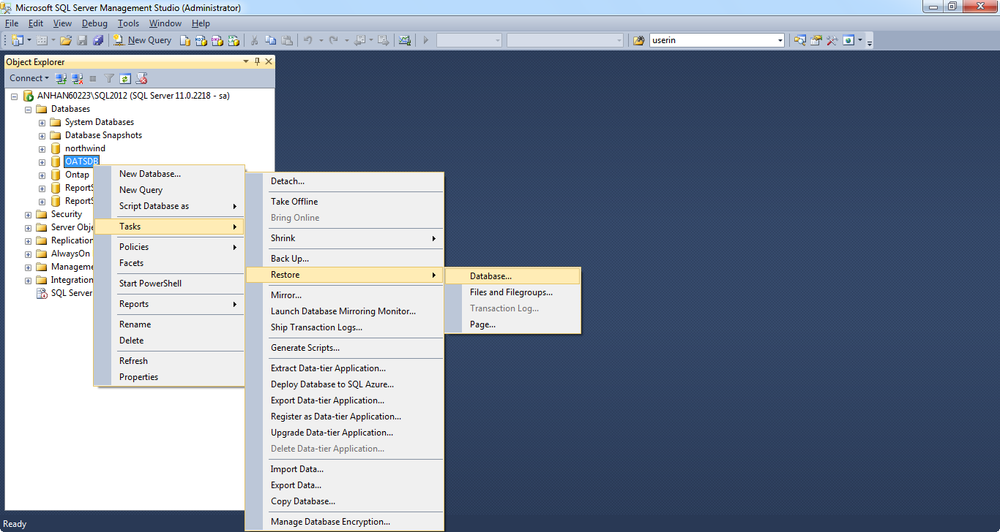 Microsoft SQL Server Management Studio (Administrator)
File Edit View Debug Tools Window Help
New Query
userin
Object Explorer
Connect
ANHAN60223\SQL2012 (SQL Server 11.0.2218 - sa)
Databases
System Databases
Database Snapshots
northwind
OATSDB
Ontap
ReportS
ReportS
Security
Server Obje
Replication
AlwaysOn
Manageme
Integration
SQL Server
New Database...
New Query
Script Database as
Tasks
Policies
Facets
Start PowerShell
Reports
Rename
Delete
Refresh
Properties
Detach...
Take Offline
Bring Online
Shrink
Back Up...
Restore
Mirror...
Launch Database Mirroring Monitor...
Ship Transaction Logs...
Generate Scripts...
Extract Data-tier Application...
Deploy Database to SQL Azure...
Export Data-tier Application...
Register as Data-tier Application...
Upgrade Data-tier Application...
Delete Data-tier Application...
Import Data...
Export Data...
Copy Database...
Manage Database Encryption...
Database...
Files and Filegroups...
Transaction Log...
Page...
Ready